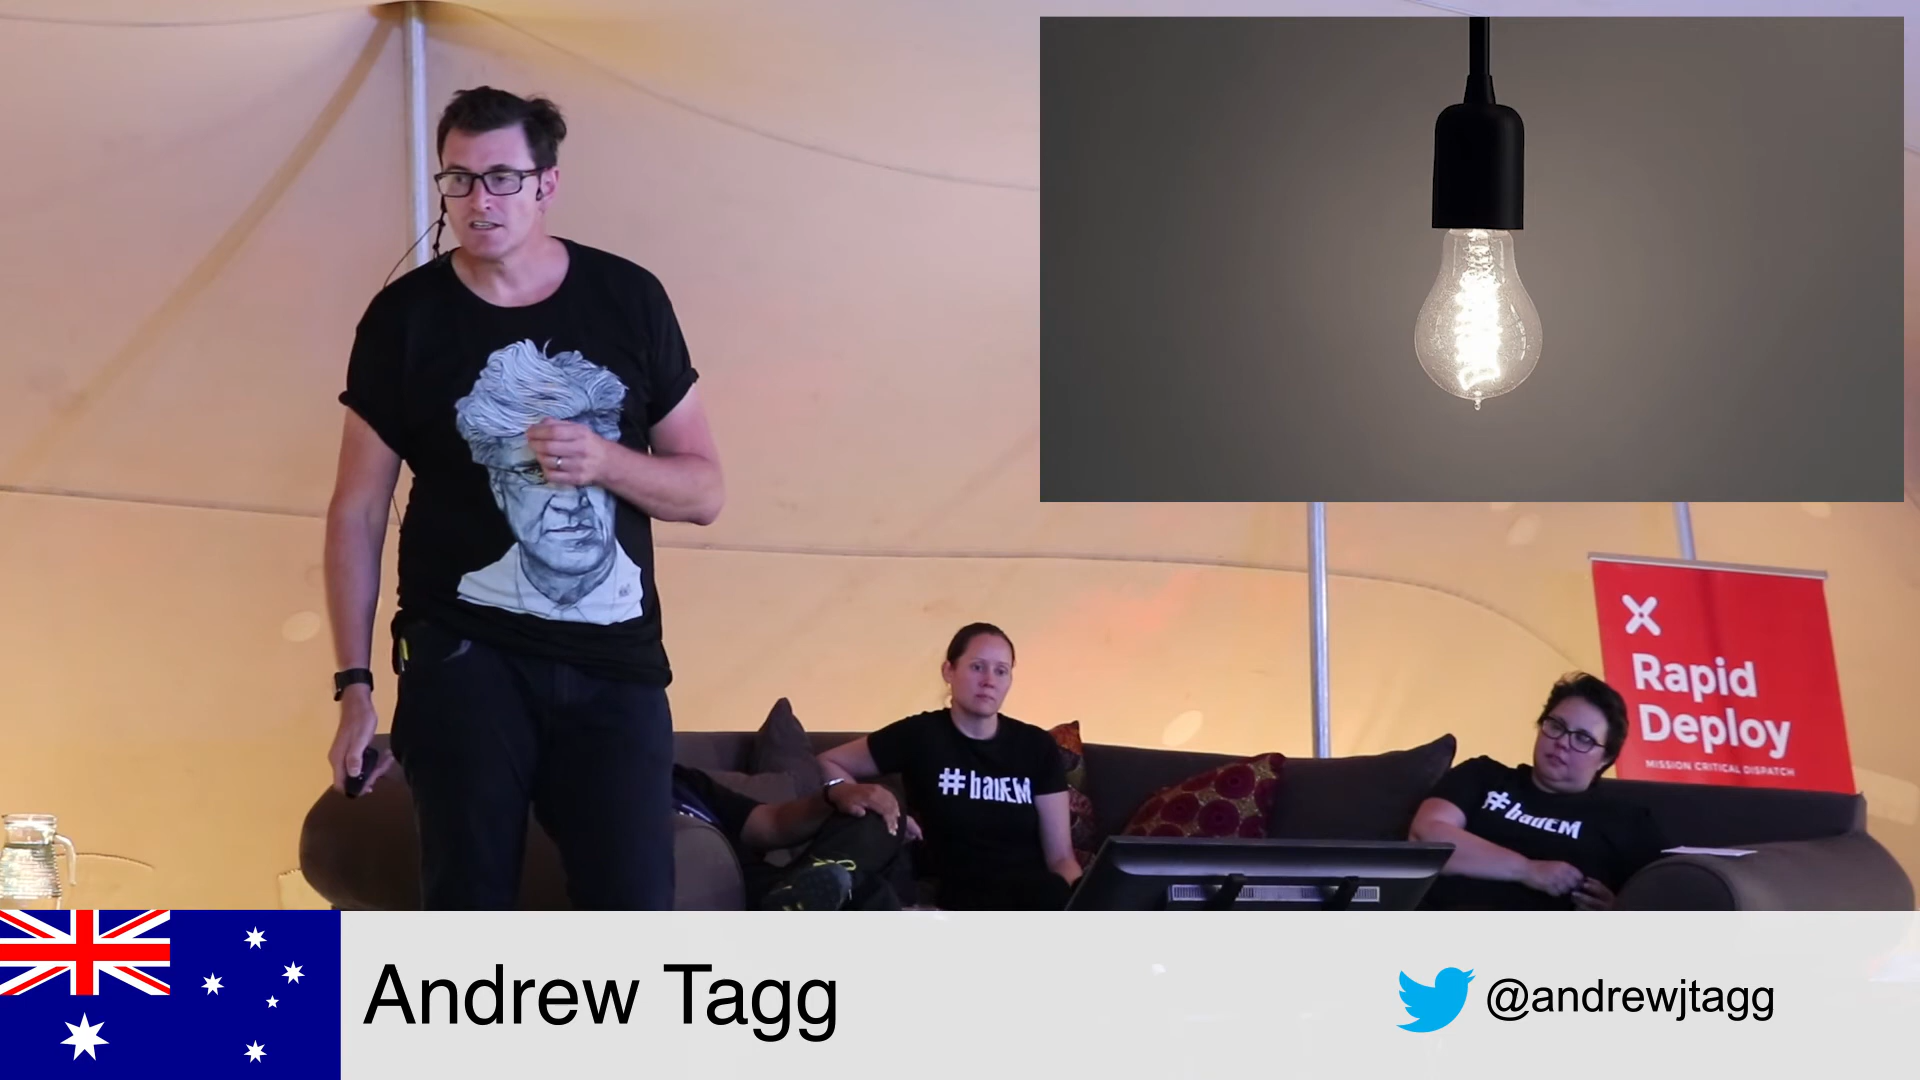 Rapid
Deploy
MISSION CRITICAL DISPATCH
#badEM
#badEM
Andrew Tagg
@andrewjtagg